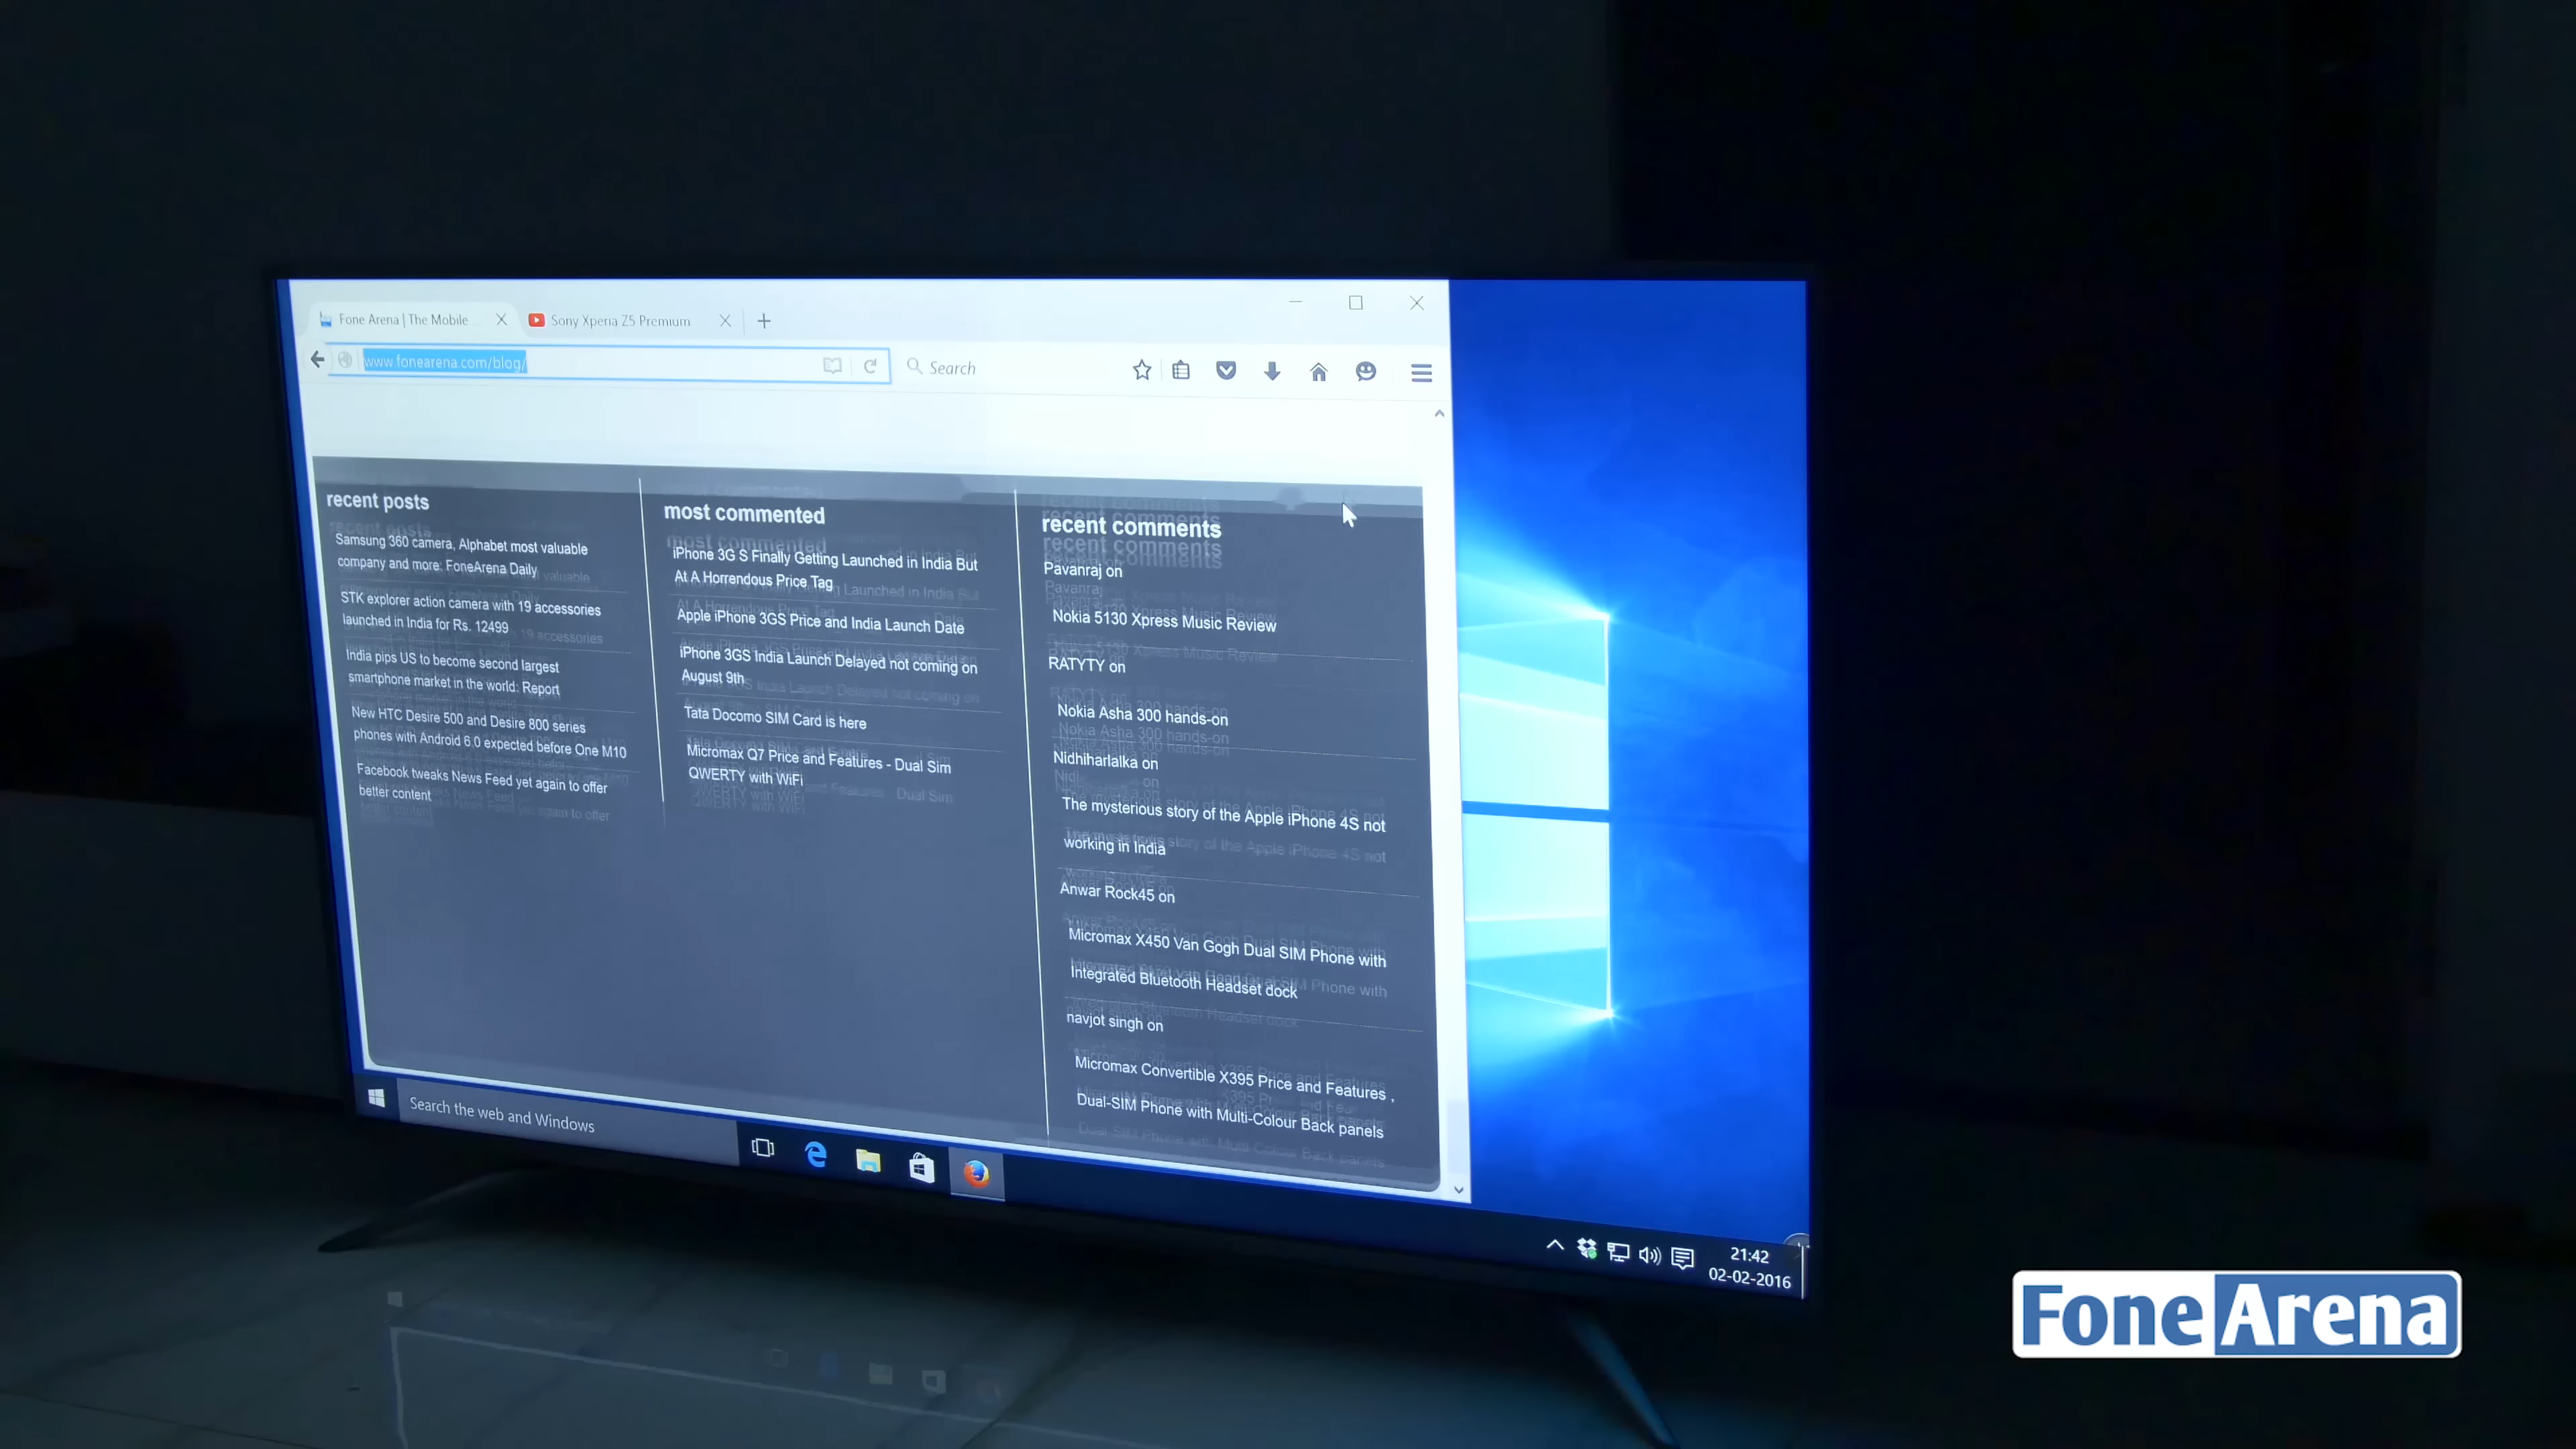 Fone Arena | The Mobile
Sony Xperia Z5 Premium
www.fonearena.com/blog/
Search
recent posts
Samsung 360 camera, Alphabet most valuable
company and more: FoneArena Daily
STK explorer action camera with 19 accessories
launched in India for Rs. 12499
India pips US to become second largest
smartphone market in the world: Report
New HTC Desire 500 and Desire 800 series
phones with Android 6.0 expected before One M10
Facebook tweaks News Feed yet again to offer
better content
most commented
iPhone 3G S Finally Getting Launched in India But
At A Horrendous Price Tag
Apple iPhone 3GS Price and India Launch Date
iPhone 3GS India Launch Delayed not coming on
August 9th
Tata Docomo SIM Card is here
Micromax Q7 Price and Features - Dual Sim
QWERTY with WiFi
recent comments
Pavanraj on
Nokia 5130 Xpress Music Review
RATYTY on
Nokia Asha 300 hands-on
Nidhiharlalka on
The mysterious story of the Apple iPhone 4S not
working in India
Anwar Rock45 on
Micromax X450 Van Gogh Dual SIM Phone with
Integrated Bluetooth Headset dock
navjot singh on
Micromax Convertible X395 Price and Features ,
Dual-SIM Phone with Multi-Colour Back panels
Search the web and Windows
21:42
02-02-2016
FoneArena